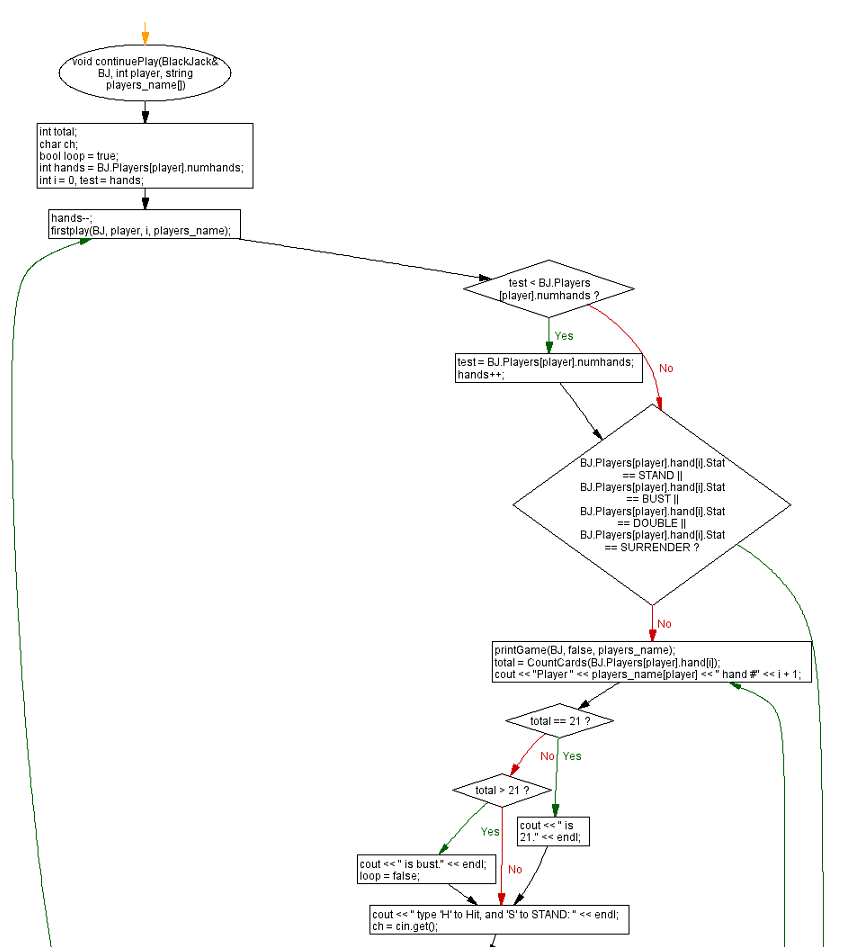 void continuePlay(BlackJack&
BJ, int player, string
players_name[])
int total;
char ch;
bool loop = true;
int hands = BJ.Players[player].numhands;
int i = 0, test = hands;
hands--;
firstplay(BJ, player, i, players_name);
test < BJ.Players
[player].numhands ?
Yes
No
test = BJ.Players[player].numhands;
hands++;
BJ.Players[player].hand[i].Stat
== STAND ||
BJ.Players[player].hand[i].Stat
== BUST ||
BJ.Players[player].hand[i].Stat
== DOUBLE ||
BJ.Players[player].hand[i].Stat
== SURRENDER ?
No
printGame(BJ, false, players_name);
total = CountCards(BJ.Players[player].hand[i]);
cout << "Player " << players_name[player] << " hand #" << i + 1;
total == 21 ?
No
Yes
total > 21 ?
cout << " is
21." << endl;
Yes
No
cout << " is bust." << endl;
loop = false;
cout << " type 'H' to Hit, and 'S' to STAND: " << endl;
ch = cin.get();